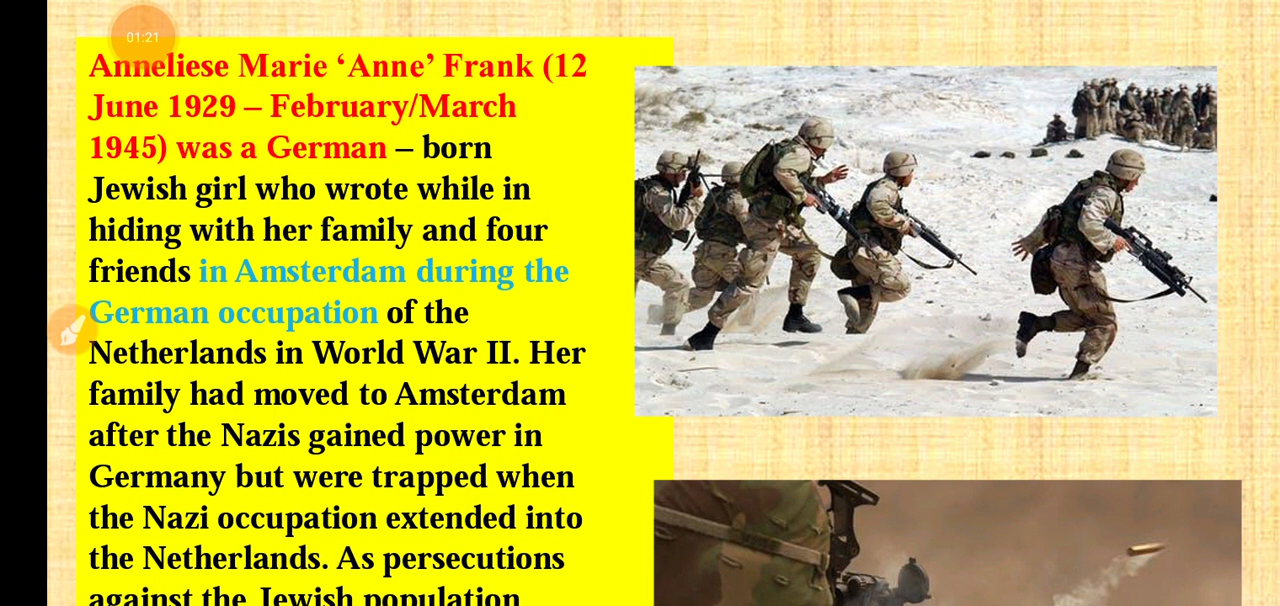 01:21
Anneliese Marie ‘Anne’ Frank (12
June 1929 – February/March
1945) was a German – born
Jewish girl who wrote while in
hiding with her family and four
friends in Amsterdam during the
German occupation of the
Netherlands in World War II. Her
family had moved to Amsterdam
after the Nazis gained power in
Germany but were trapped when
the Nazi occupation extended into
the Netherlands. As persecutions
against the Jewish population